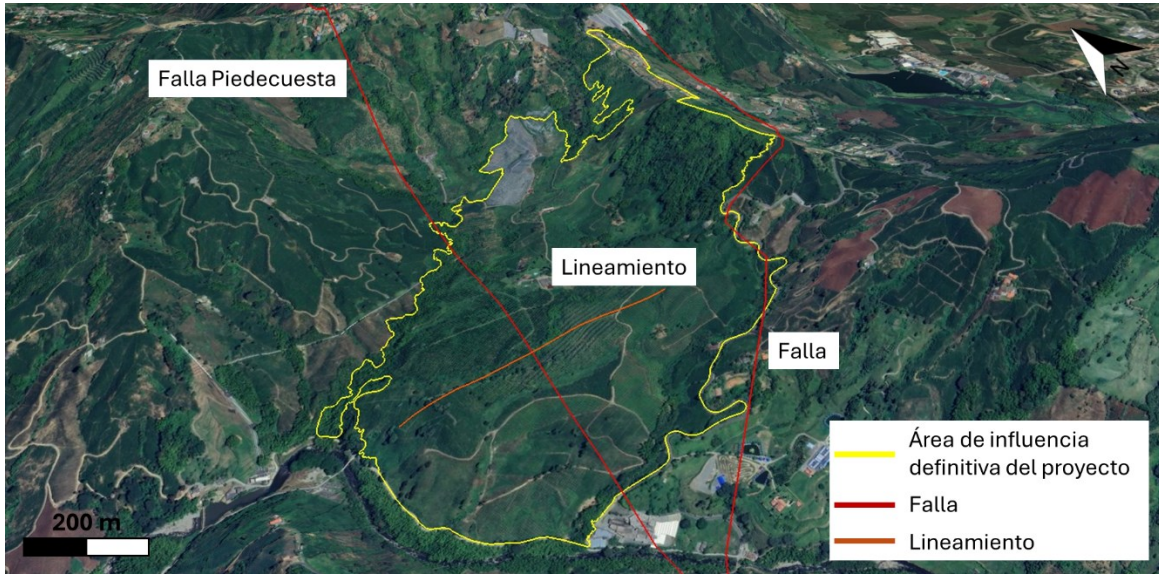 N
Falla Piedecuesta
Lineamiento
Falla
200 m
Área de influencia
definitiva del proyecto
Falla
Lineamiento